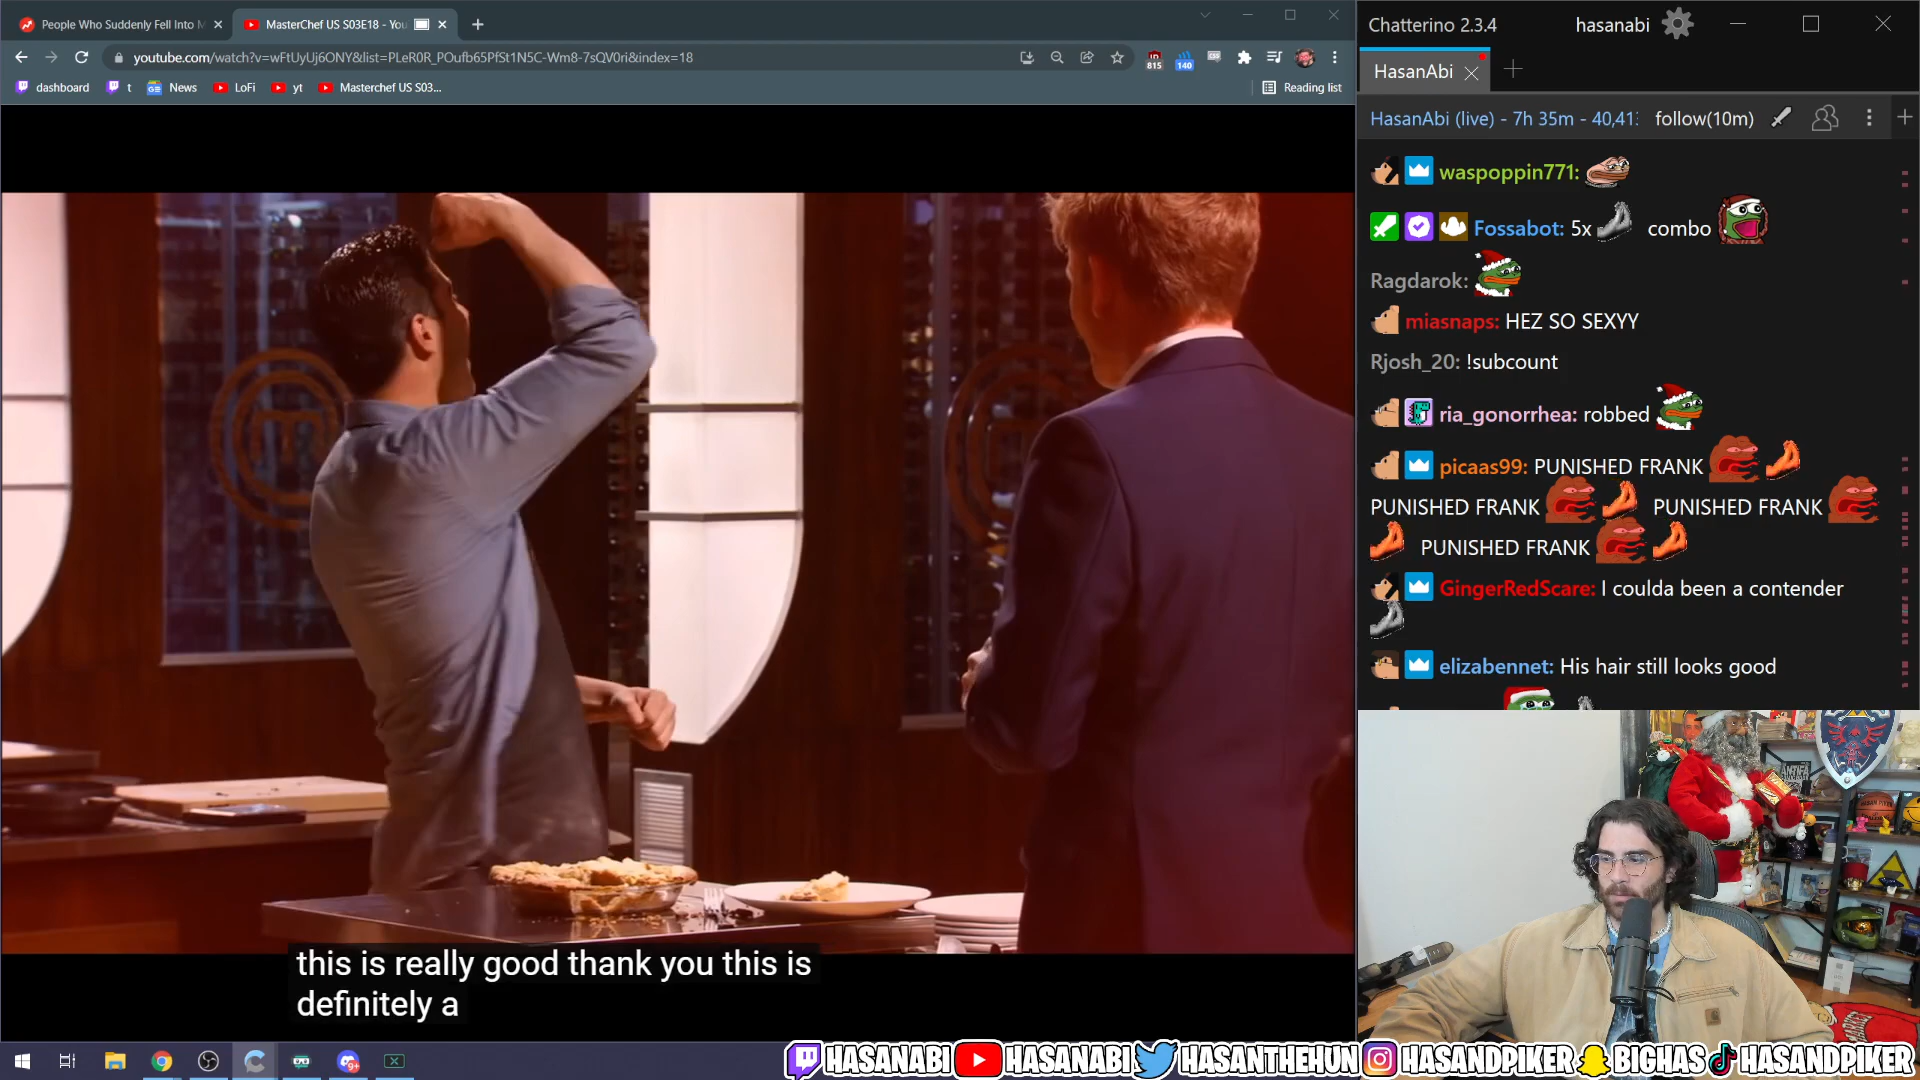 People Who Suddenly Fell Into M
MasterChef US S03E18 - You
youtube.com/watch?v=wFtUyUj6ONY&list=PLeR0R_POufb65PfSt1N5C-Wm8-7sQV0ri&index=18
815
140
dashboard
t
News
LoFi
yt
Masterchef US S03...
Reading list
this is really good thank you this is
definitely a
Chatterino 2.3.4
hasanabi
HasanAbi
HasanAbi (live) - 7h 35m - 40,41
follow(10m)
waspoppin771:
Fossabot: 5x combo
Ragdarok:
miasnaps: HEZ SO SEXYY
Rjosh_20: !subcount
ria_gonorrhea: robbed
picaas99: PUNISHED FRANK
PUNISHED FRANK PUNISHED FRANK
PUNISHED FRANK
GingerRedScare: I coulda been a contender
elizabennet: His hair still looks good
ANTIFA
9+
HASANABI HASANABI HASANTHEHUN HASANDPIKER BIGHAS HASANDPIKER